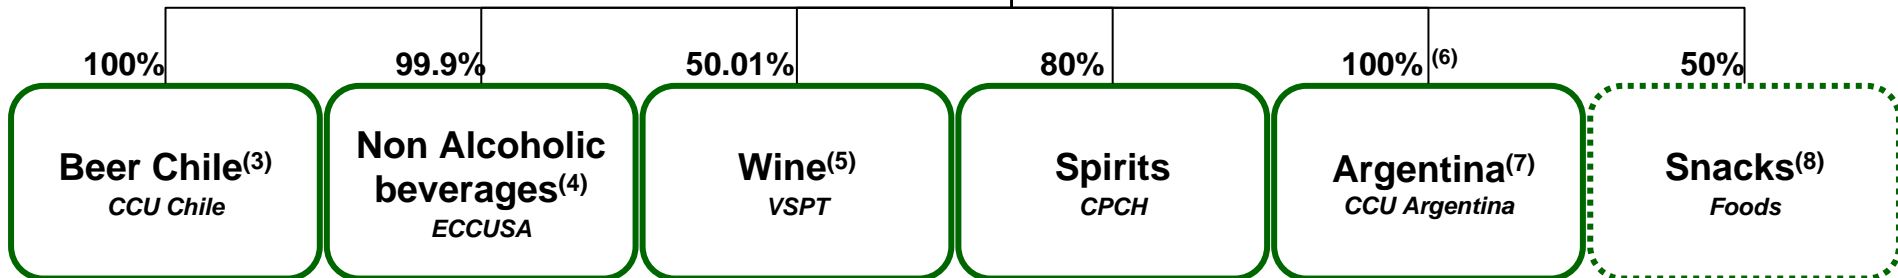 100% 99.9% 50.01% 80% 100% (6) 50%
Beer Chile(3)
CCU Chile
Non Alcoholic
beverages(4)
ECCUSA
Wine(5)
VSPT
Spirits
CPCH
Argentina(7)
CCU Argentina
Snacks(8)
Foods